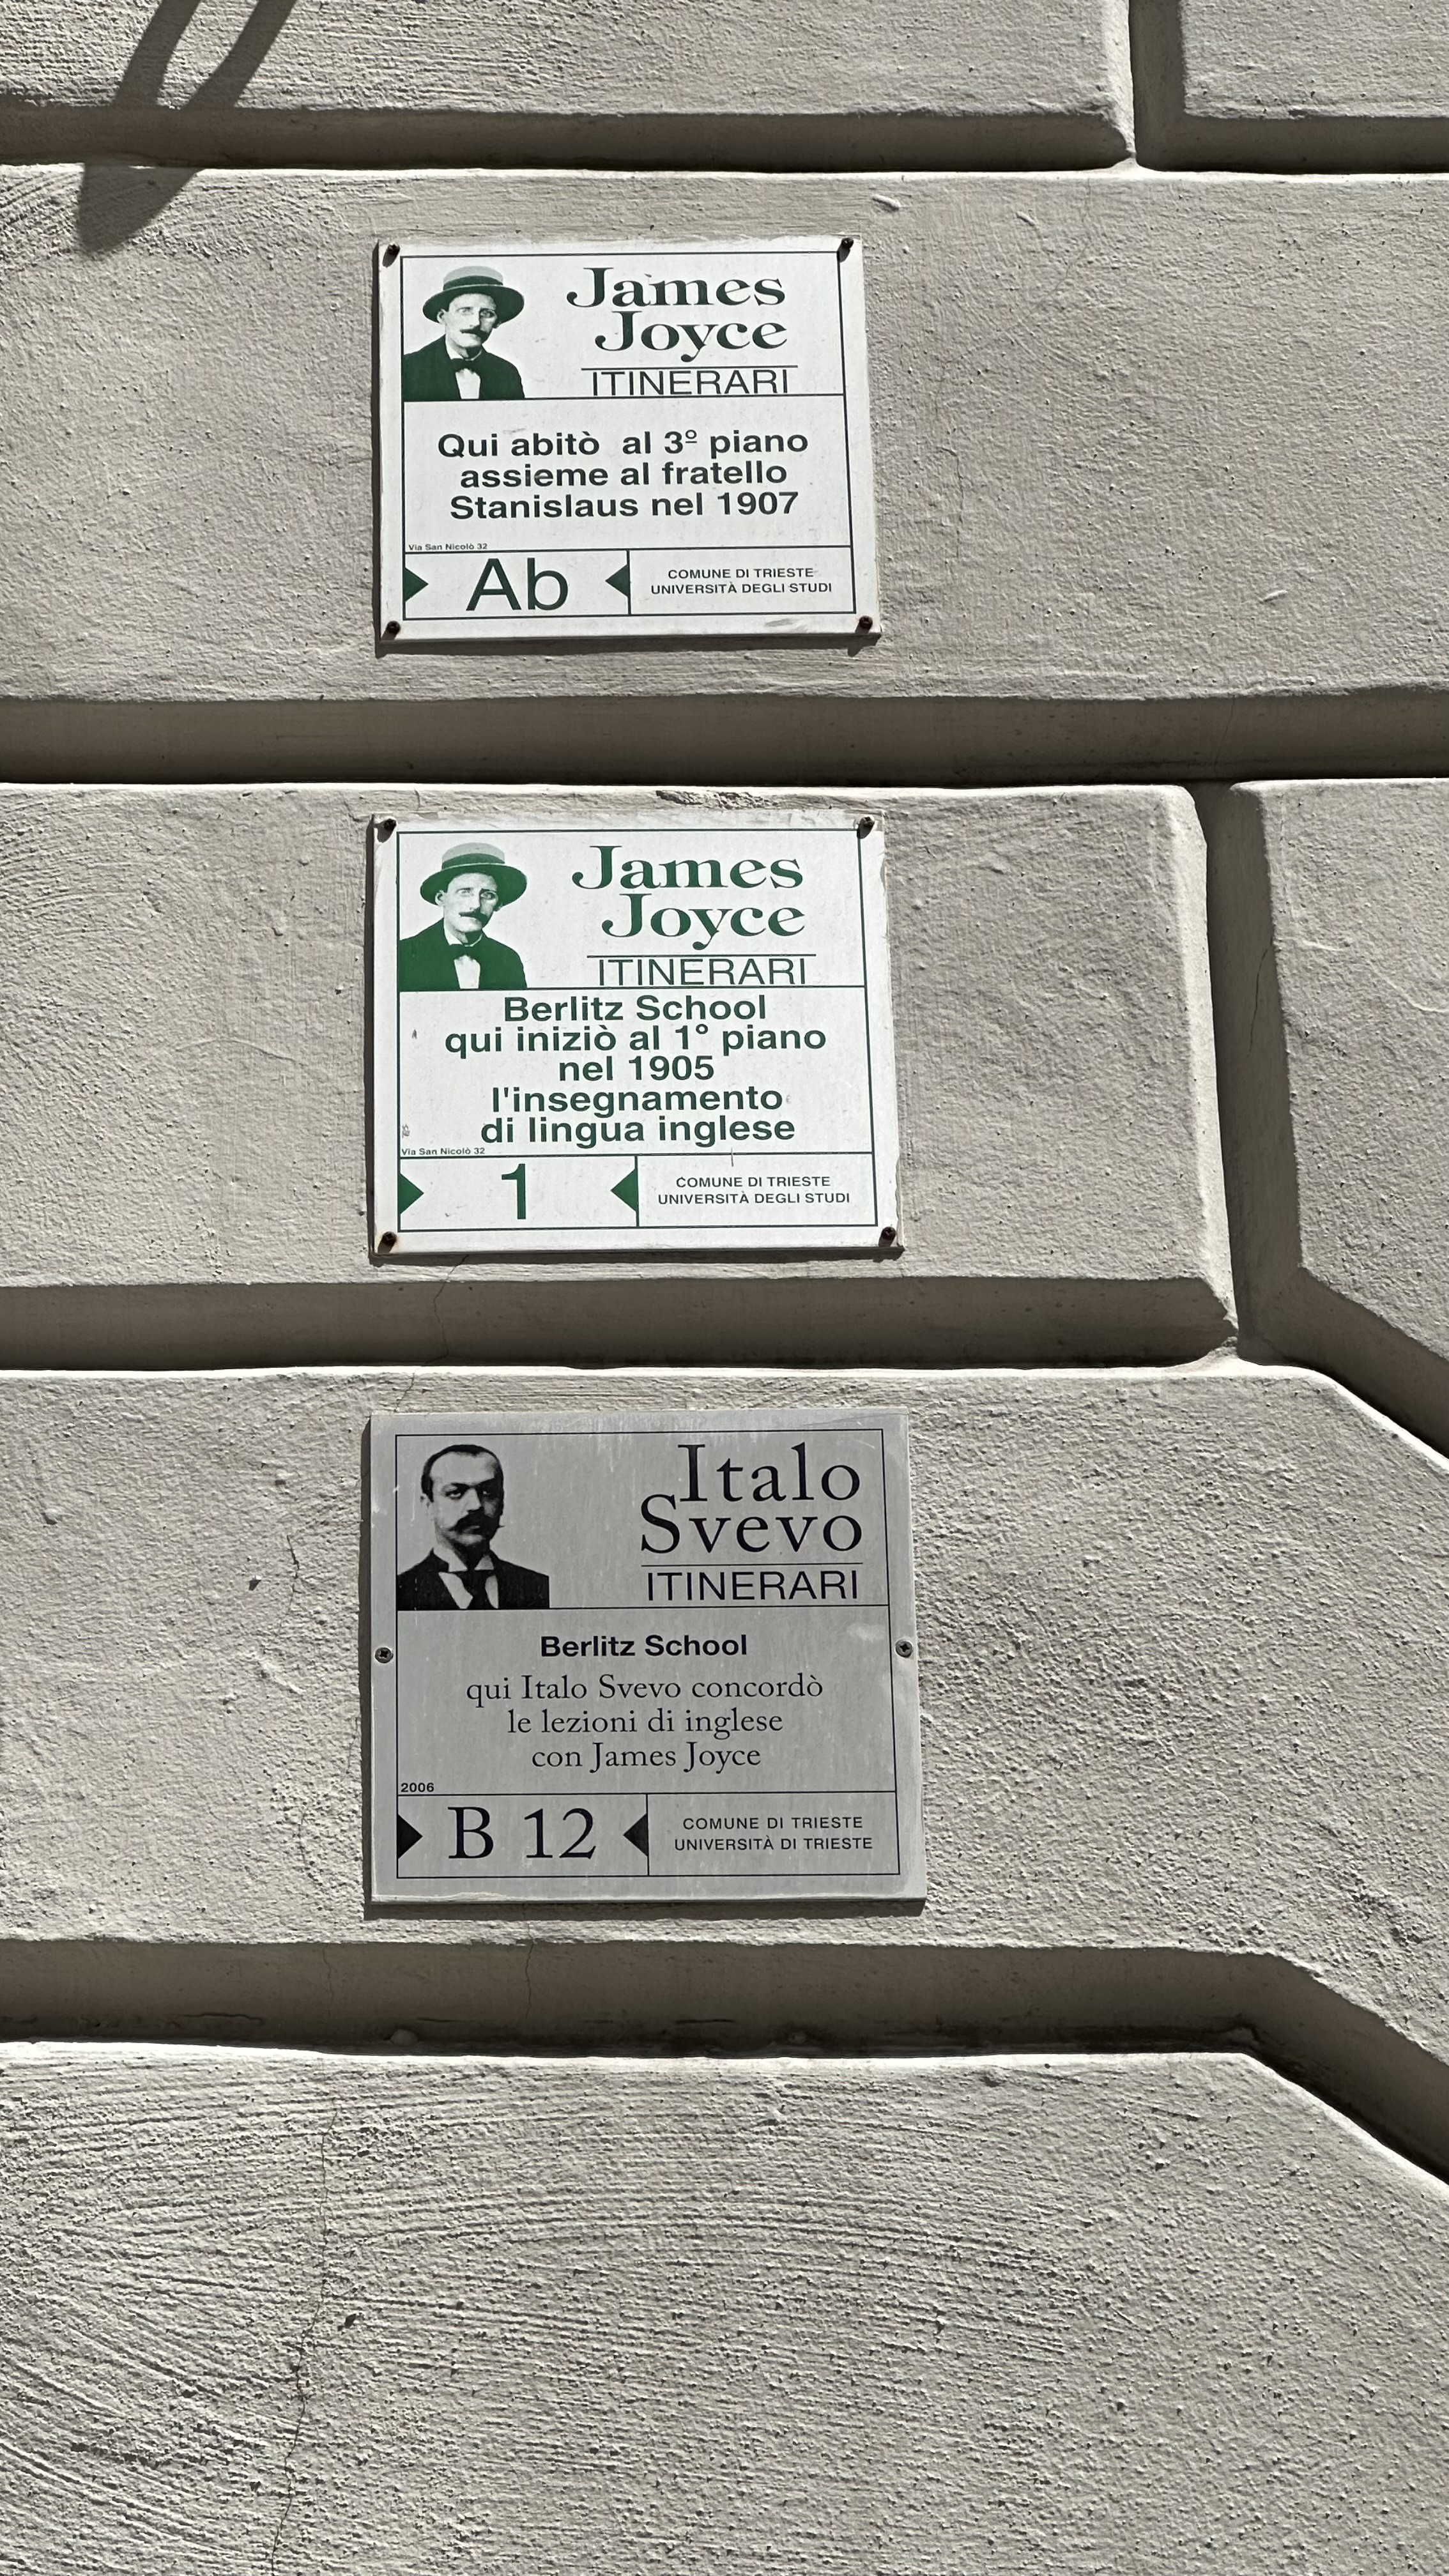 James
Joyce
ITINERARI
Qui abitò al 3º piano
assieme al fratello
Stanislaus nel 1907
Via San Nicolò 32
Ab
COMUNE DI TRIESTE
UNIVERSITÀ DEGLI STUDI
James
Joyce
ITINERARI
Berlitz School
qui iniziò al 1° piano
nel 1905
l'insegnamento
di lingua inglese
Via San Nicolò 32
1
COMUNE DI TRIESTE
UNIVERSITÀ DEGLI STUDI
Italo
Svevo
ITINERARI
Berlitz School
qui Italo Svevo concordò
le lezioni di inglese
con James Joyce
2006
B 12
COMUNE DI TRIESTE
UNIVERSITÀ DI TRIESTE